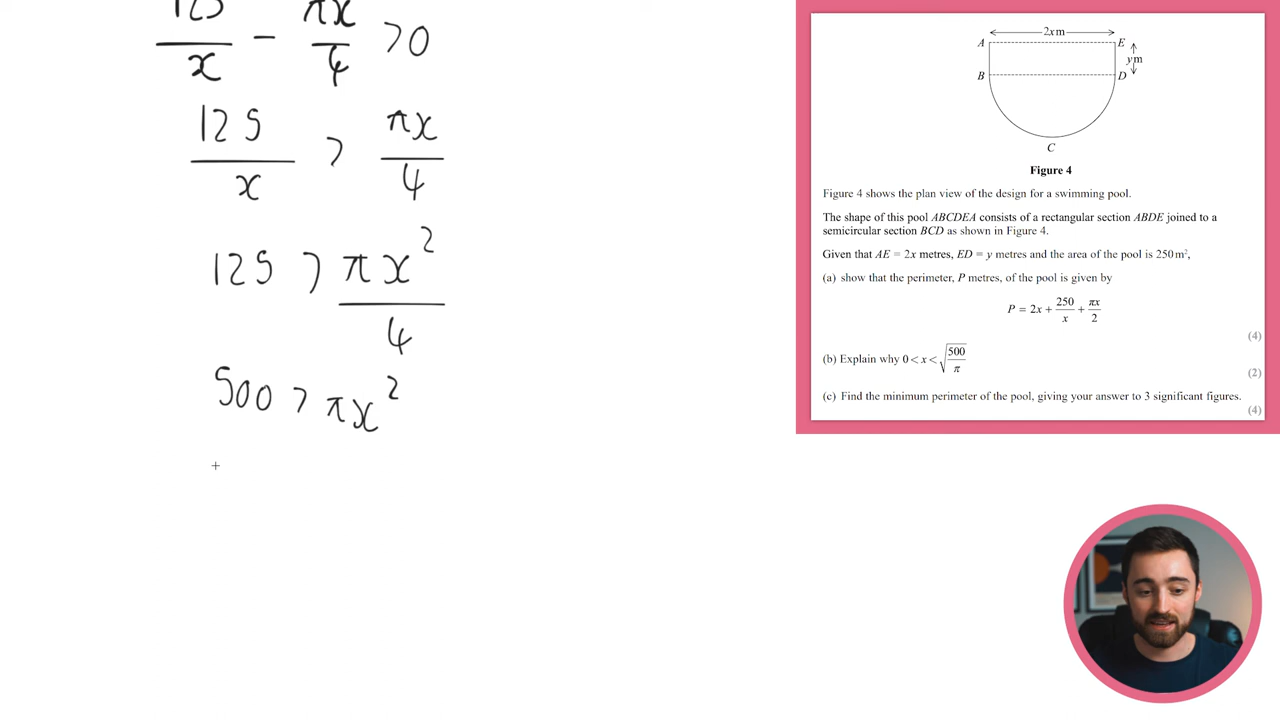 125/x - πx/4 > 0
125/x > πx/4
125 > πx²/4
500 > πx²
2x m
A E
y m
B D
C
Figure 4
Figure 4 shows the plan view of the design for a swimming pool.
The shape of this pool ABCDEA consists of a rectangular section ABDE joined to a
semicircular section BCD as shown in Figure 4.
Given that AE = 2x metres, ED = y metres and the area of the pool is 250 m²,
(a) show that the perimeter, P metres, of the pool is given by
P = 2x + 250/x + πx/2
(4)
(b) Explain why 0 < x < √(500/π)
(2)
(c) Find the minimum perimeter of the pool, giving your answer to 3 significant figures.
(4)